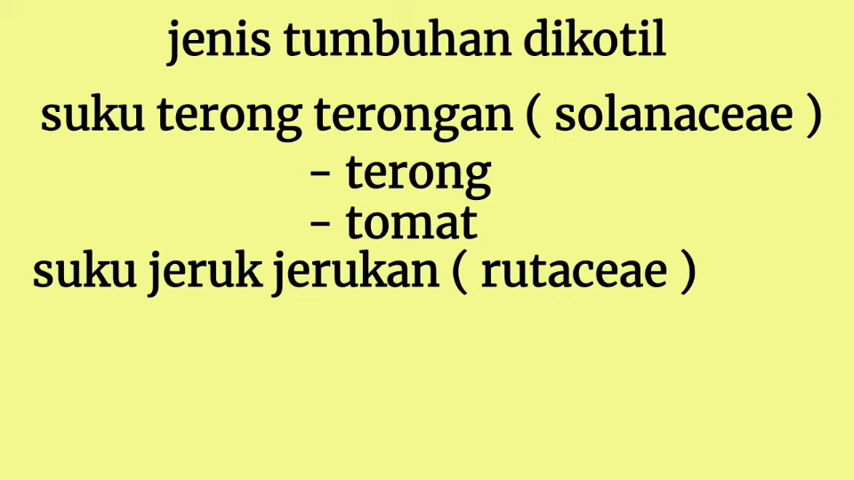 jenis tumbuhan dikotil
suku terong terongan ( solanaceae )
- terong
- tomat
suku jeruk jerukan ( rutaceae )